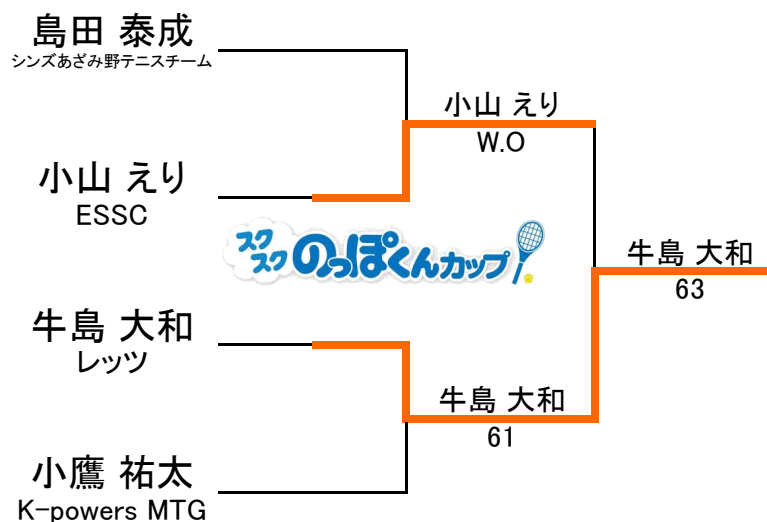 島田 泰成
シンズあざみ野テニスチーム
小山 えり
W.O
小山 えり
ESSC
スク
スク
のっぽくんカップ
牛島 大和
63
牛島 大和
レッツ
牛島 大和
61
小鷹 祐太
K-powers MTG